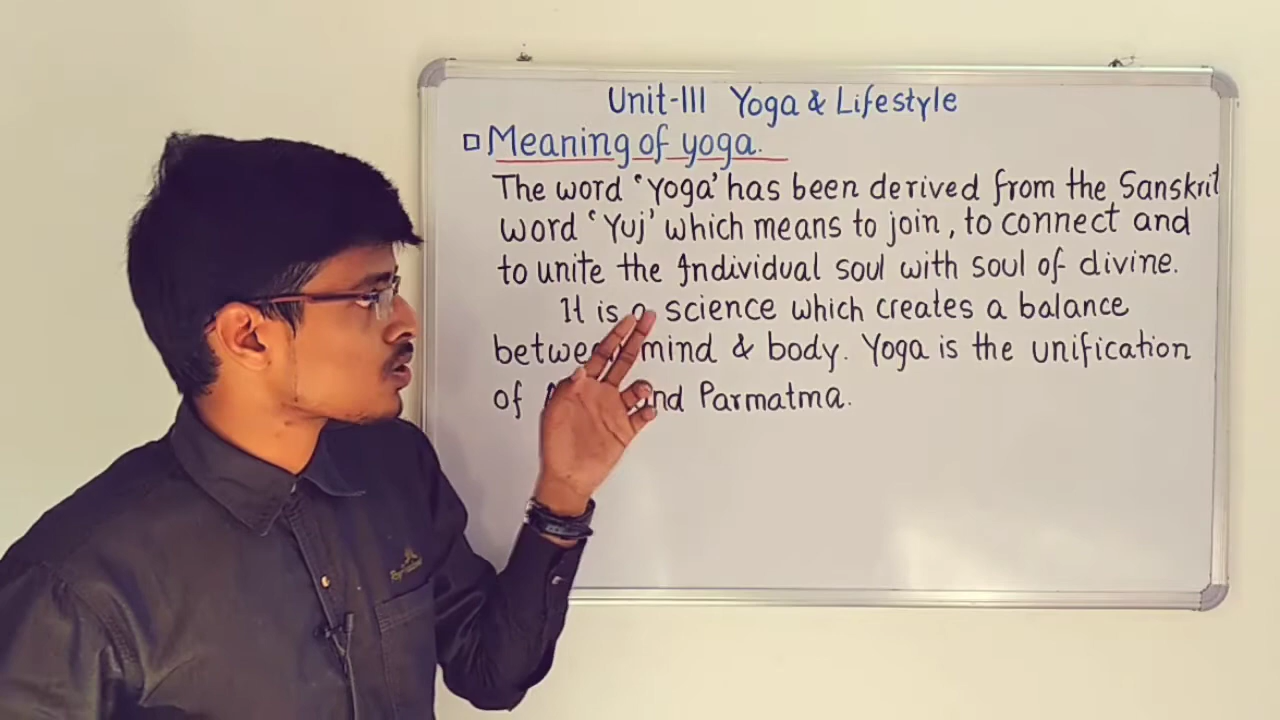 Unit-III Yoga & Lifestyle
Meaning of yoga.
The word 'Yoga' has been derived from the Sanskrit
word 'Yuj' which means to join, to connect and
to unite the Individual soul with soul of divine.
It is a science which creates a balance
between mind & body. Yoga is the unification
of and Parmatma.